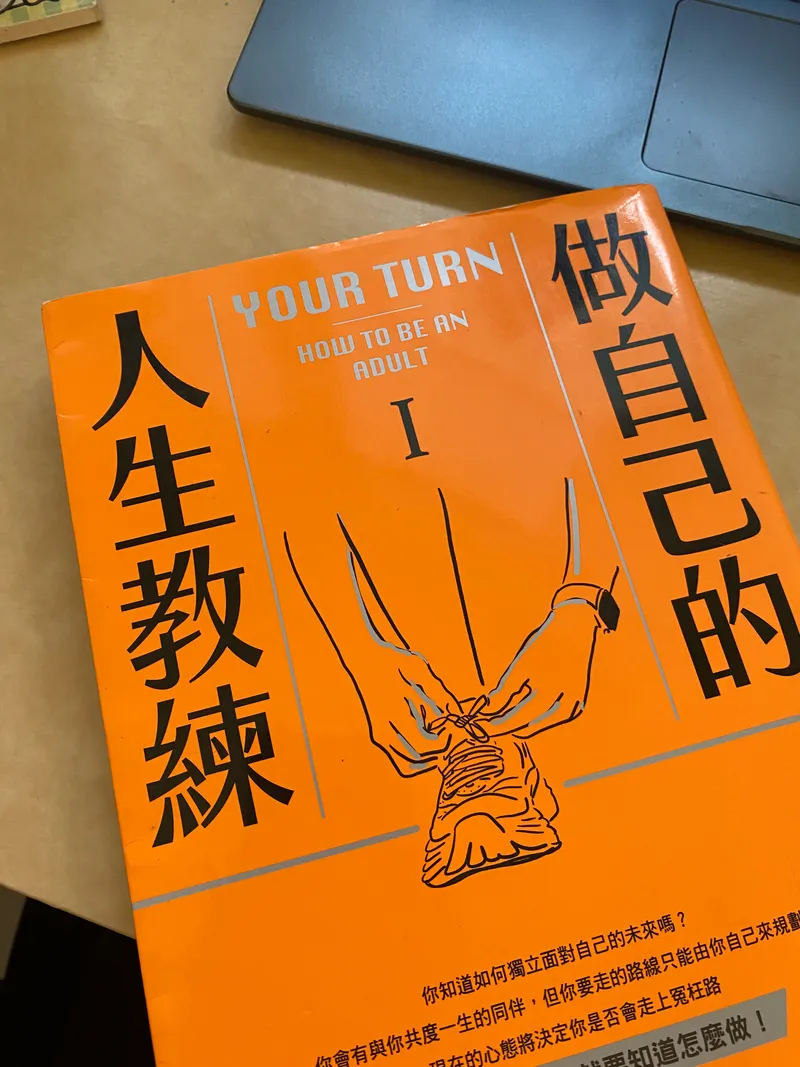 做自己的
人生教練
YOUR TURN
HOW TO BE AN
ADULT
I
你知道如何獨立面對自己的未來嗎？
你會有與你共度一生的同伴，但你要走的路線只能由你自己來規劃
現在的心態將決定你是否會走上冤枉路
就要知道怎麼做！